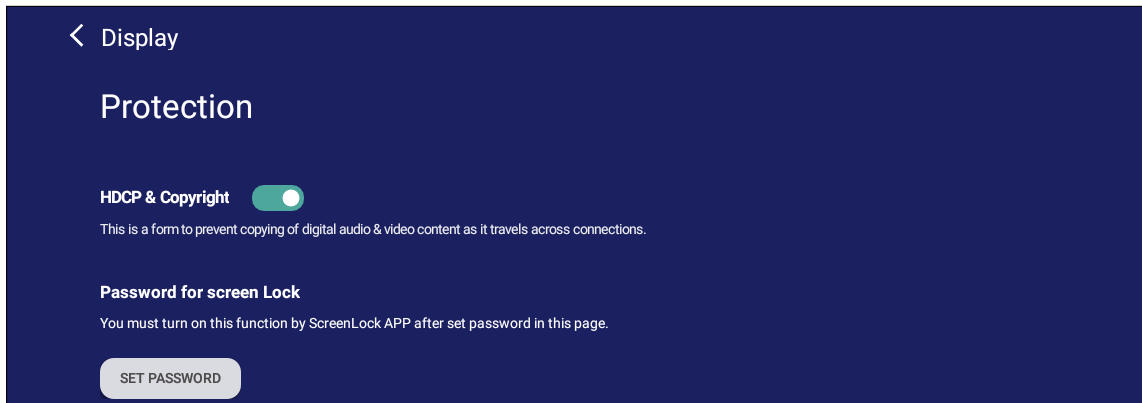 Display
Protection
HDCP & Copyright
This is a form to prevent copying of digital audio & video content as it travels across connections.
Password for screen Lock
You must turn on this function by ScreenLock APP after set password in this page.
SET PASSWORD